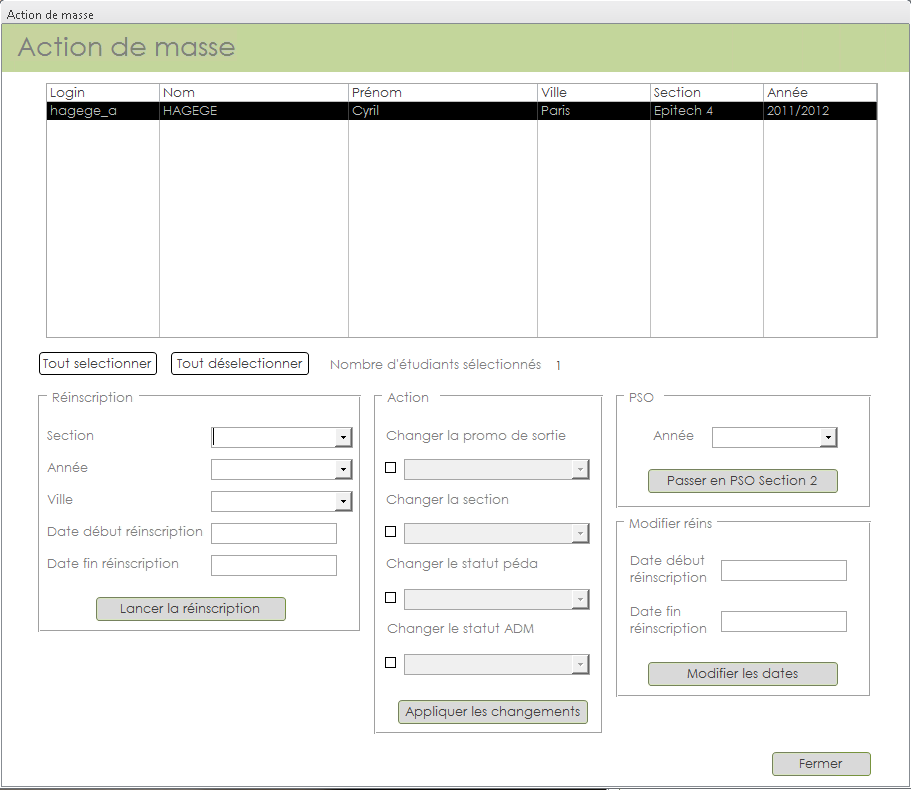 Action de masse
Action de masse
Login Nom Prénom Ville Section Année
hagege_a HAGEGE Cyril Paris Epitech 4 2011/2012
Tout selectionner Tout déselectionner Nombre d'étudiants sélectionnés 1
Réinscription
Section
Année
Ville
Date début réinscription
Date fin réinscription
Lancer la réinscription
Action
Changer la promo de sortie
Changer la section
Changer le statut péda
Changer le statut ADM
Appliquer les changements
PSO
Année
Passer en PSO Section 2
Modifier réins
Date début
réinscription
Date fin
réinscription
Modifier les dates
Fermer